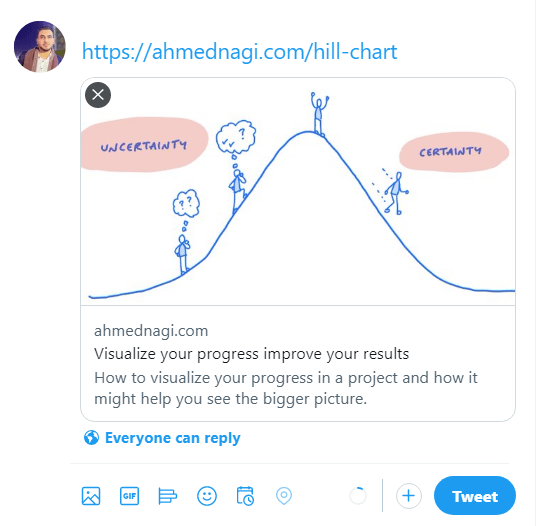 https://ahmednagi.com/hill-chart
UNCERTAINTY
??
✓✓?
CERTAINTY
ahmednagi.com
Visualize your progress improve your results
How to visualize your progress in a project and how it
might help you see the bigger picture.
Everyone can reply
GIF
Tweet